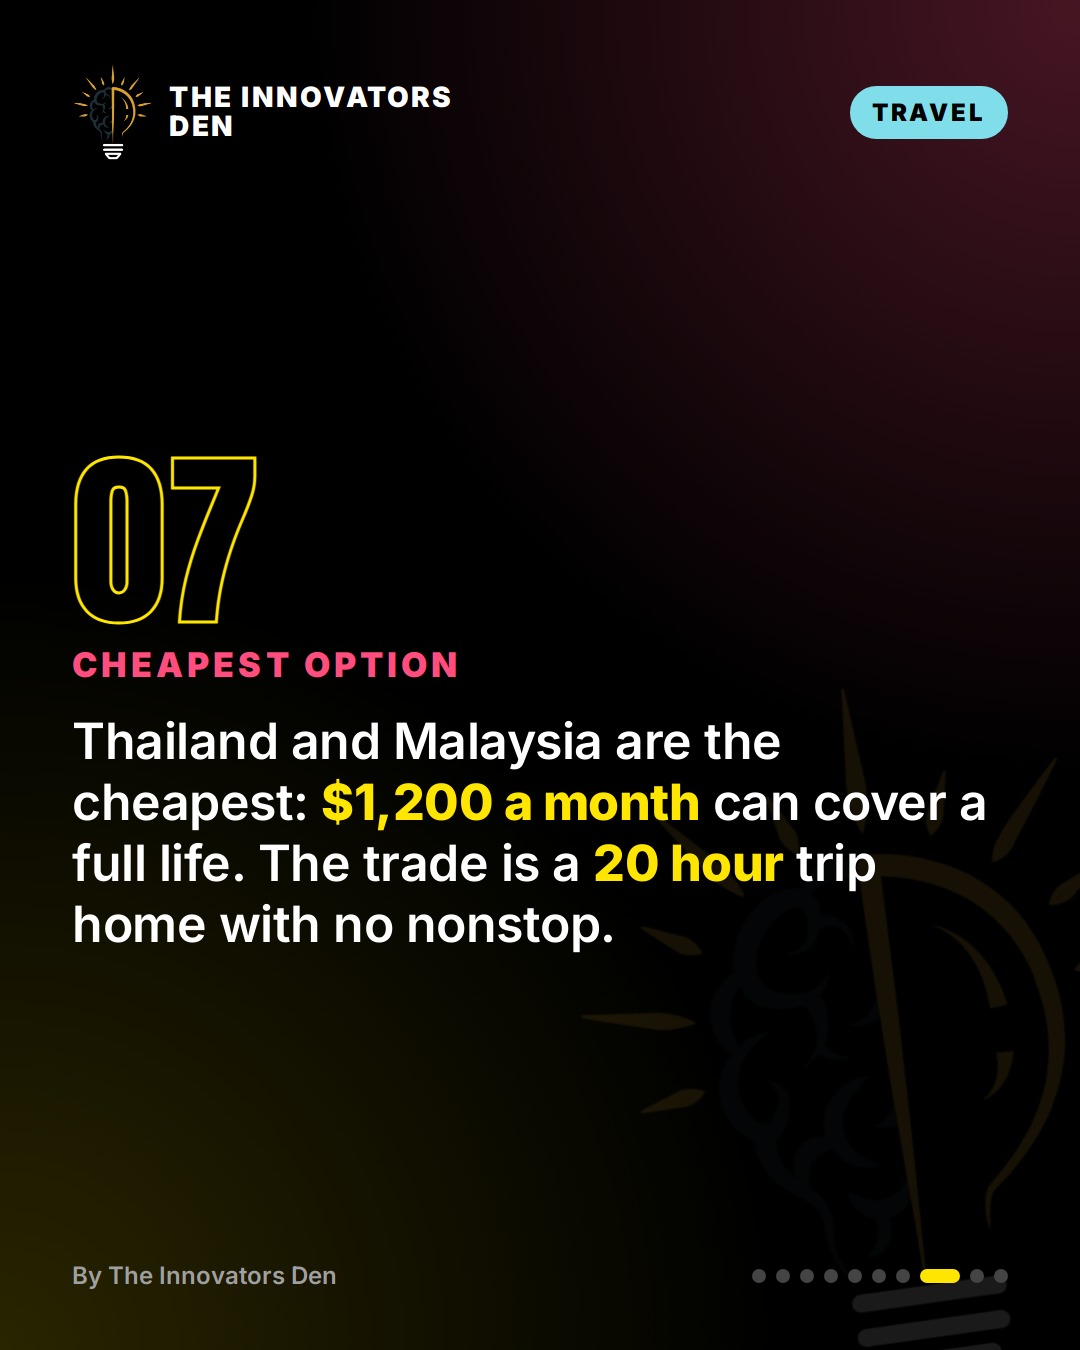 THE INNOVATORS
DEN
TRAVEL
07
CHEAPEST OPTION
Thailand and Malaysia are the
cheapest: $1,200 a month can cover a
full life. The trade is a 20 hour trip
home with no nonstop.
By The Innovators Den